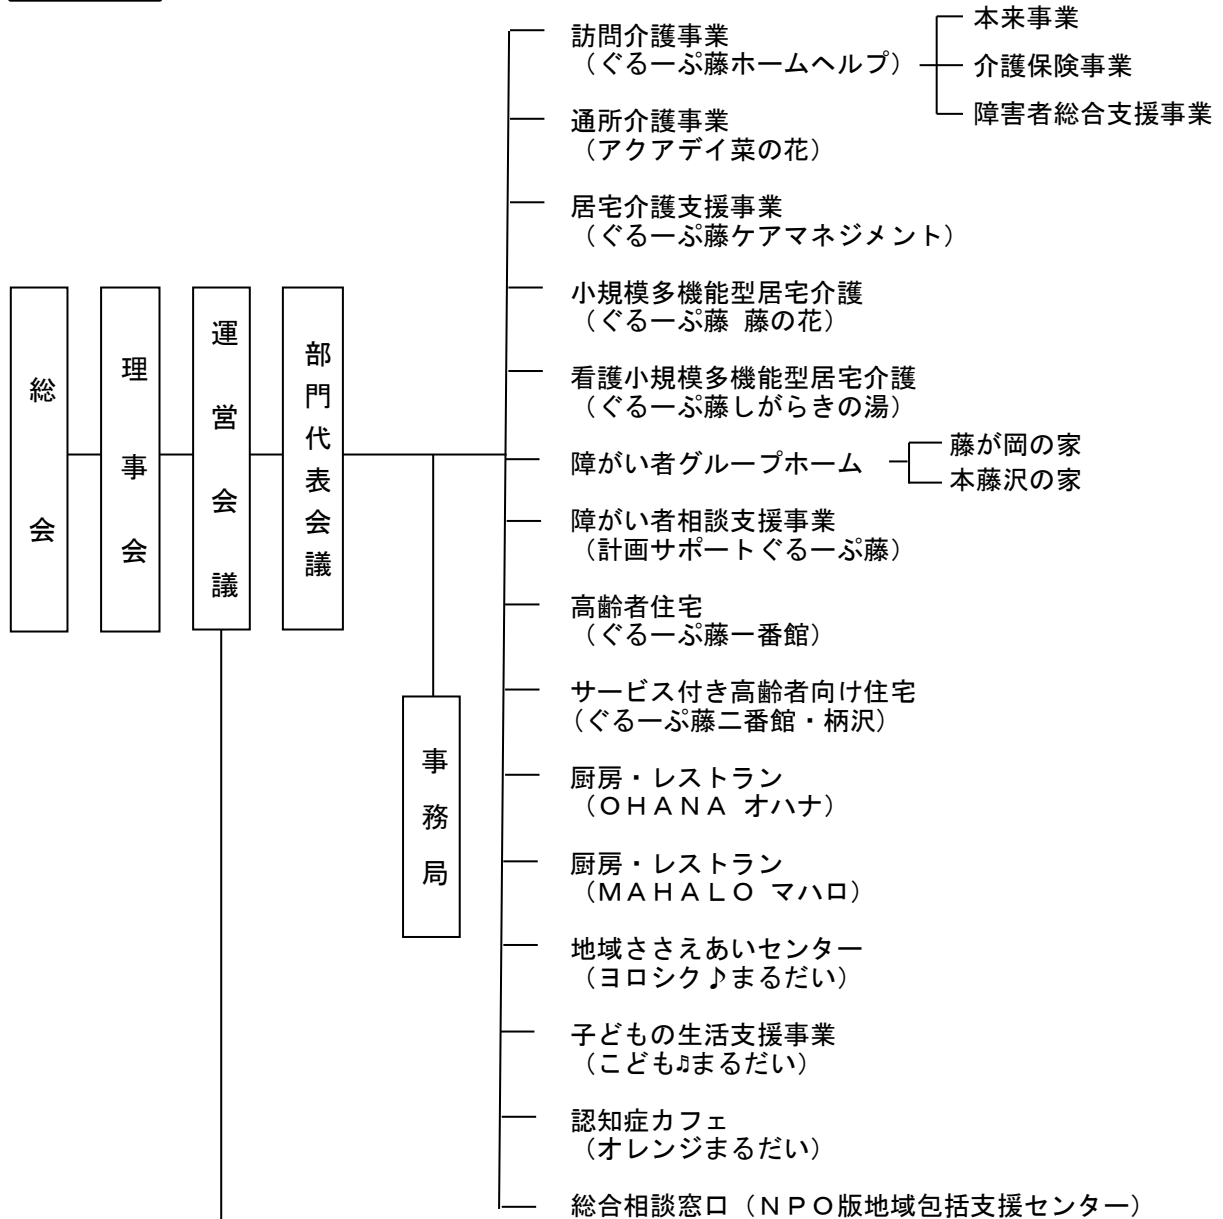 総会
理事会
運営会議
部門代表会議
事務局
訪問介護事業
（ぐるーぷ藤ホームヘルプ）
本来事業
介護保険事業
障害者総合支援事業
通所介護事業
（アクアデイ菜の花）
居宅介護支援事業
（ぐるーぷ藤ケアマネジメント）
小規模多機能型居宅介護
（ぐるーぷ藤 藤の花）
看護小規模多機能型居宅介護
（ぐるーぷ藤しがらきの湯）
障がい者グループホーム
藤が岡の家
本藤沢の家
障がい者相談支援事業
（計画サポートぐるーぷ藤）
高齢者住宅
（ぐるーぷ藤一番館）
サービス付き高齢者向け住宅
（ぐるーぷ藤二番館・柄沢）
厨房・レストラン
（ＯＨＡＮＡ オハナ）
厨房・レストラン
（ＭＡＨＡＬＯ マハロ）
地域ささえあいセンター
（ヨロシク♪まるだい）
子どもの生活支援事業
（こども♫まるだい）
認知症カフェ
（オレンジまるだい）
総合相談窓口（ＮＰＯ版地域包括支援センター）